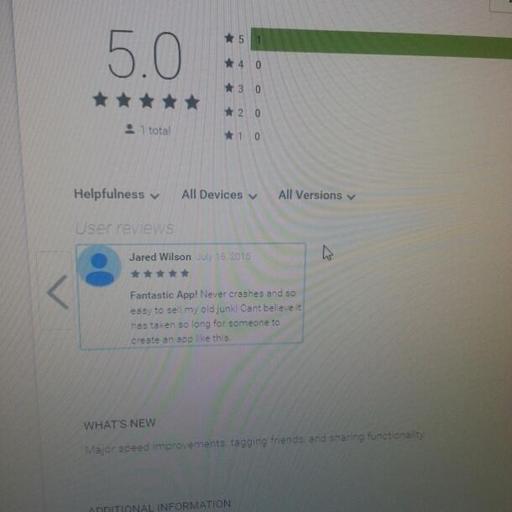 5.0
1 total
5 1
4 0
3 0
2 0
1 0
Helpfulness All Devices All Versions
User reviews
Jared Wilson July 16, 2015
Fantastic App! Never crashes and so
easy to sell my old junk! Cant believe it
has taken so long for someone to
create an app like this.
WHAT'S NEW
Major speed improvements, tagging friends, and sharing functionality
ADDITIONAL INFORMATION